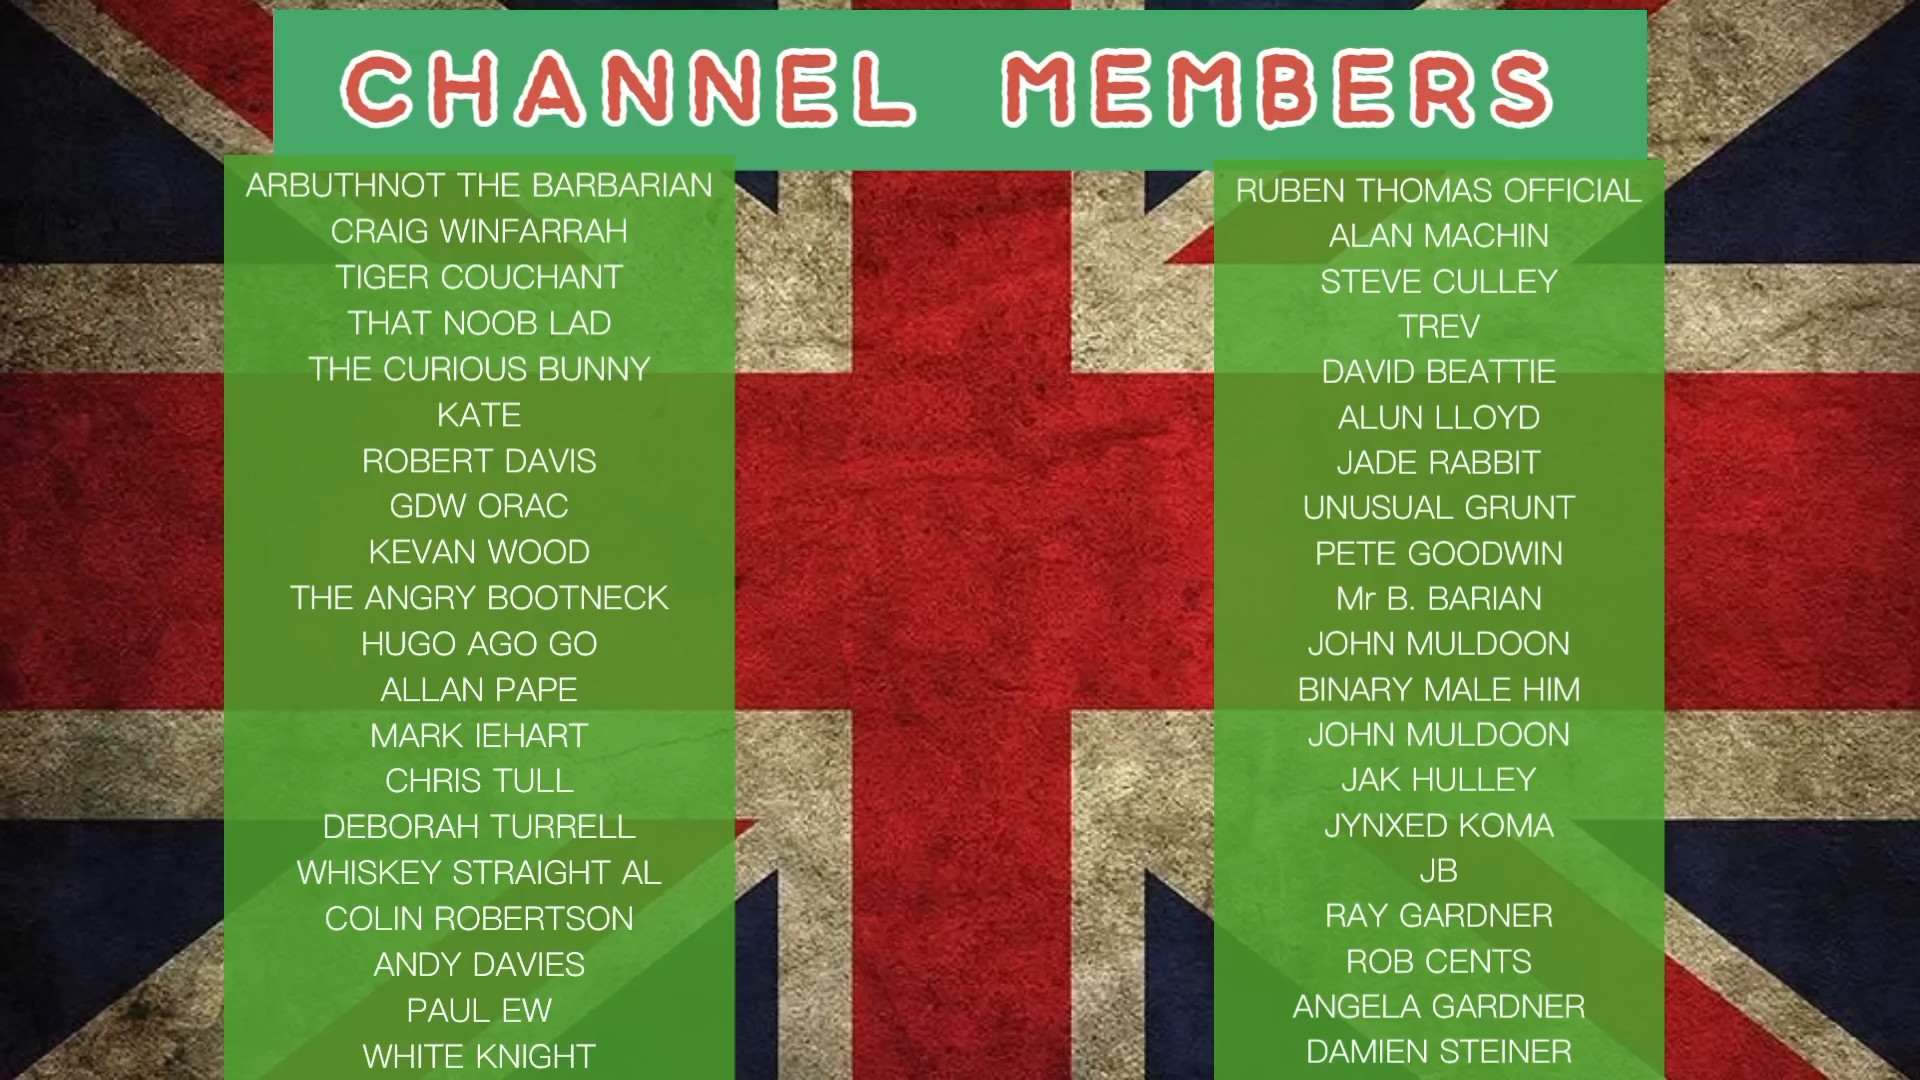 CHANNEL MEMBERS
ARBUTHNOT THE BARBARIAN
CRAIG WINFARRAH
TIGER COUCHANT
THAT NOOB LAD
THE CURIOUS BUNNY
KATE
ROBERT DAVIS
GDW ORAC
KEVAN WOOD
THE ANGRY BOOTNECK
HUGO AGO GO
ALLAN PAPE
MARK IEHART
CHRIS TULL
DEBORAH TURRELL
WHISKEY STRAIGHT AL
COLIN ROBERTSON
ANDY DAVIES
PAUL EW
WHITE KNIGHT
RUBEN THOMAS OFFICIAL
ALAN MACHIN
STEVE CULLEY
TREV
DAVID BEATTIE
ALUN LLOYD
JADE RABBIT
UNUSUAL GRUNT
PETE GOODWIN
Mr B. BARIAN
JOHN MULDOON
BINARY MALE HIM
JOHN MULDOON
JAK HULLEY
JYNXED KOMA
JB
RAY GARDNER
ROB CENTS
ANGELA GARDNER
DAMIEN STEINER